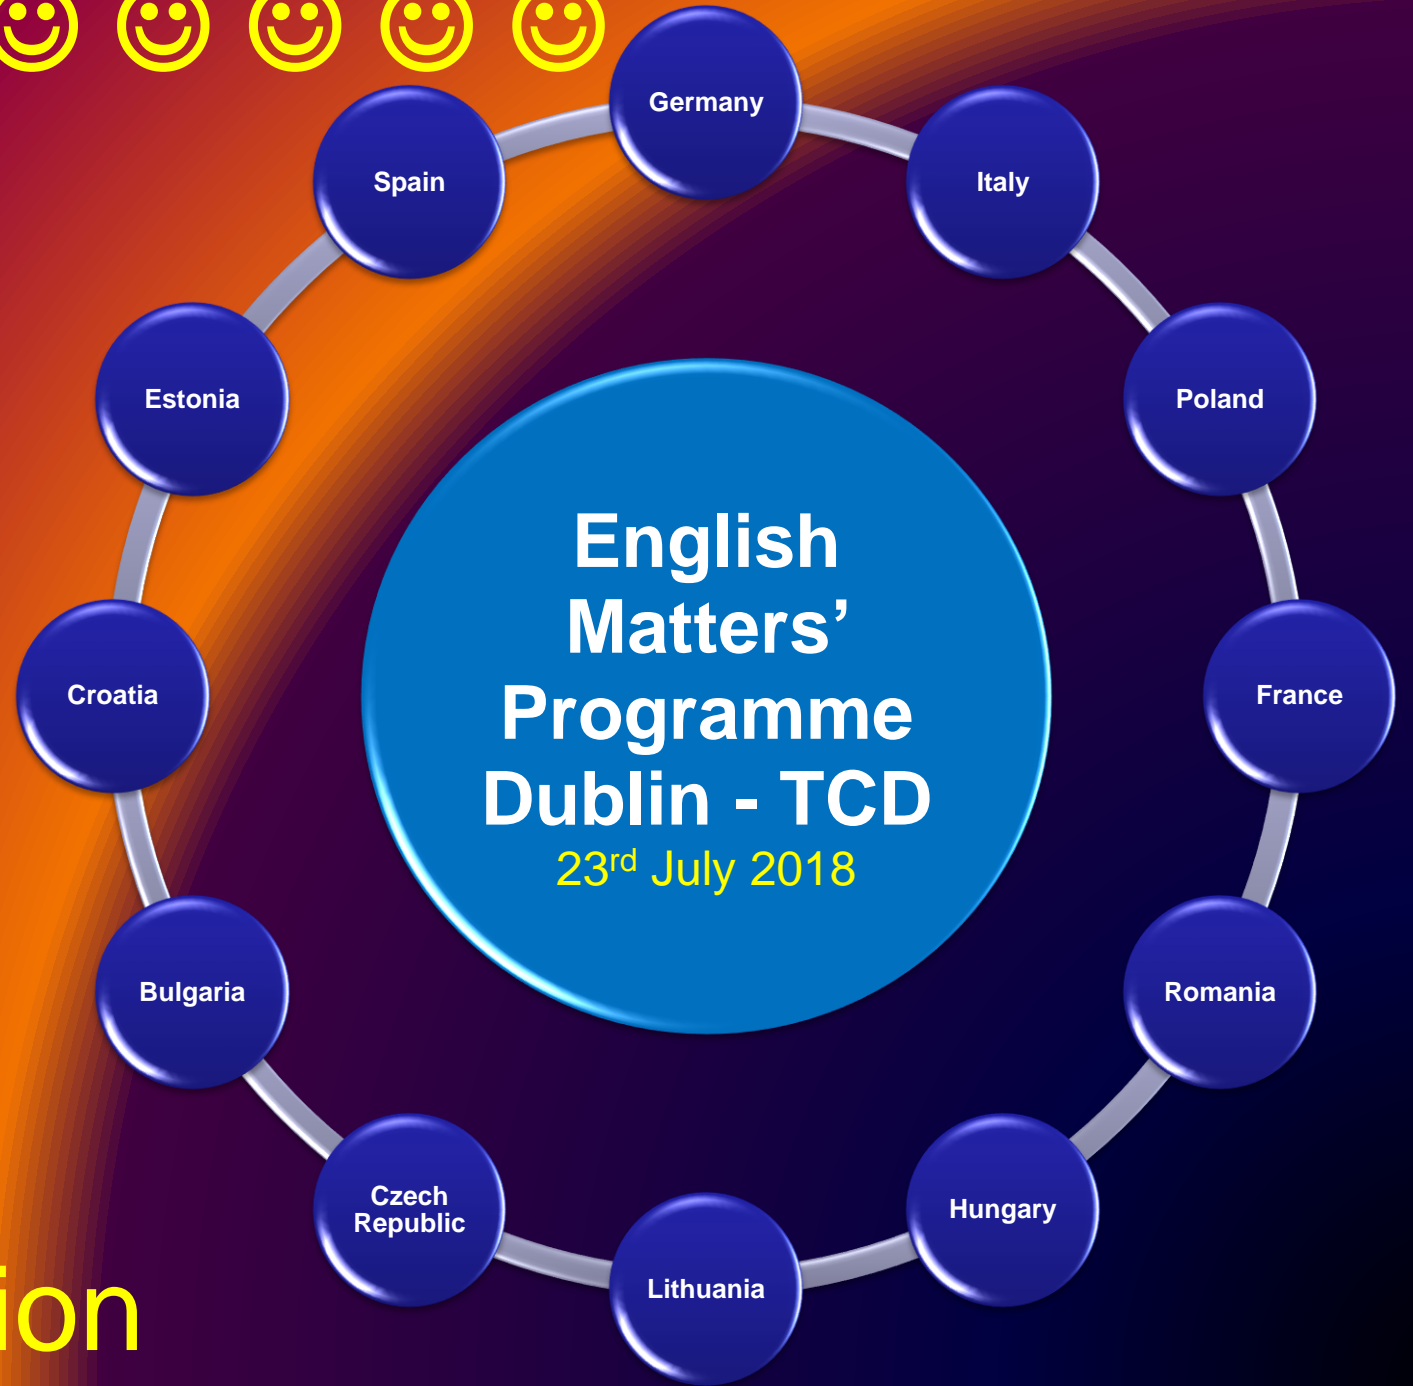 Germany
Italy
Poland
France
Romania
Hungary
Lithuania
Czech
Republic
Bulgaria
Croatia
Estonia
Spain
English
Matters’
Programme
Dublin - TCD
23rd July 2018
ion